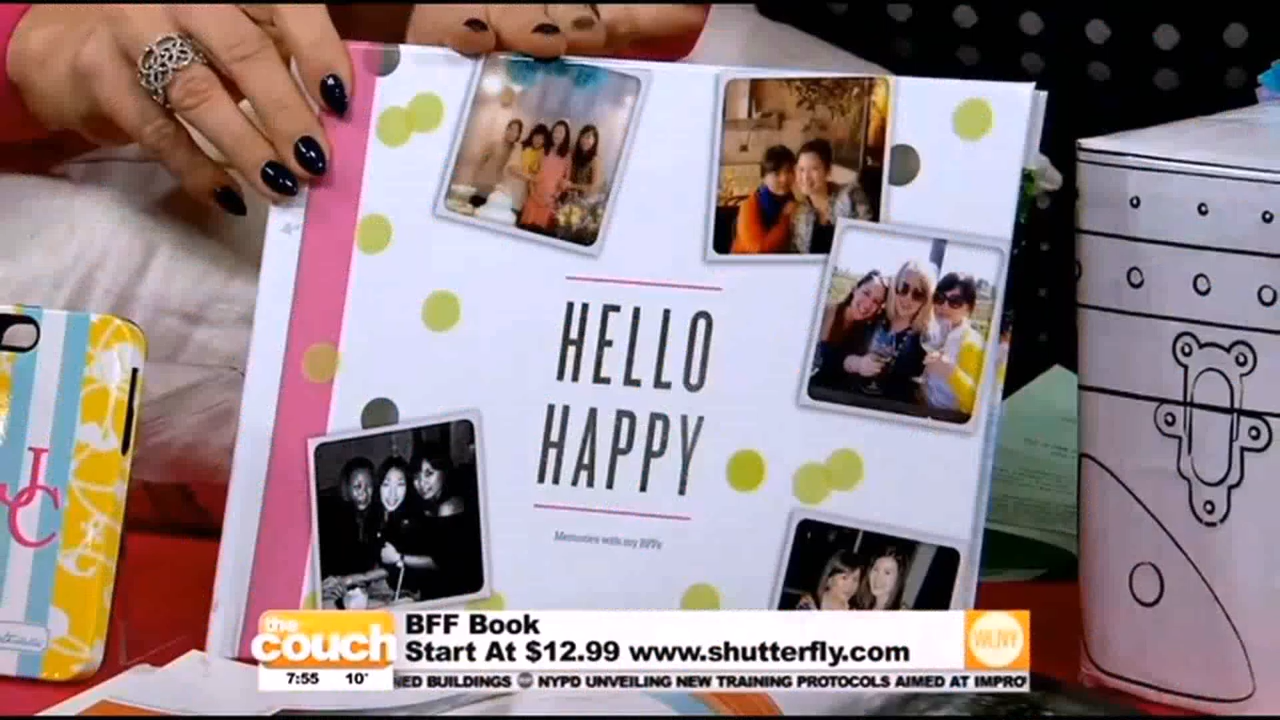 HELLO
HAPPY
Memories with my BFFs
JC
the
couch
BFF Book
Start At $12.99 www.shutterfly.com
WLNY
7:55 10°
NED BUILDINGS NYPD UNVEILING NEW TRAINING PROTOCOLS AIMED AT IMPRO